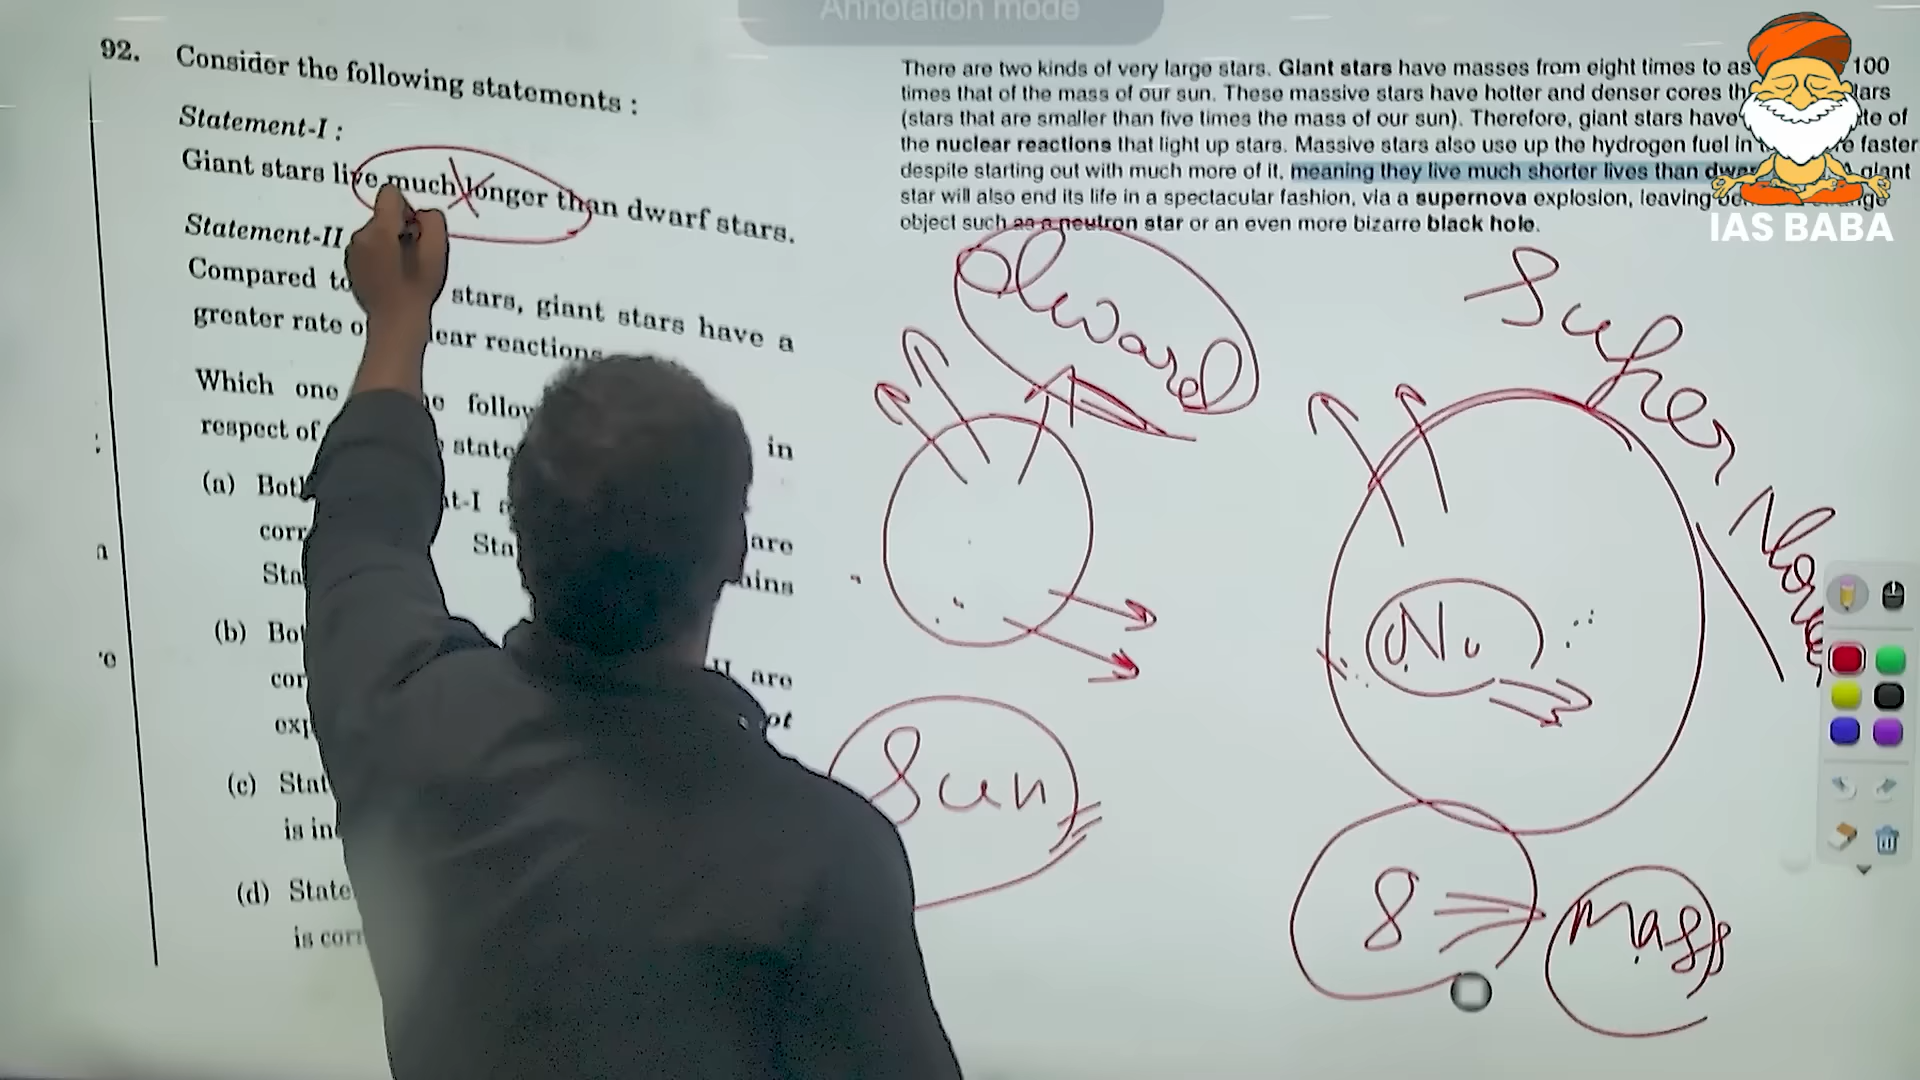 Annotation mode
92. Consider the following statements :
Statement-I :
Giant stars live much longer than dwarf stars.
Statement-II
Compared to stars, giant stars have a
greater rate o lear reactions
Which one follow in
respect of state
(a) Both t-I are
corr Sta
Sta ains
(b) Bot II are
cor ot
exp
(c) Stat
is in
(d) State
is corr
There are two kinds of very large stars. Giant stars have masses from eight times to as 100
times that of the mass of our sun. These massive stars have hotter and denser cores th tars
(stars that are smaller than five times the mass of our sun). Therefore, giant stars have te of
the nuclear reactions that light up stars. Massive stars also use up the hydrogen fuel in faster
despite starting out with much more of it, meaning they live much shorter lives than dwar giant
star will also end its life in a spectacular fashion, via a supernova explosion, leaving be nge
object such as a neutron star or an even more bizarre black hole.
IAS BABA
Dwarf
Super Nova
Nu
Sun
8
Mass